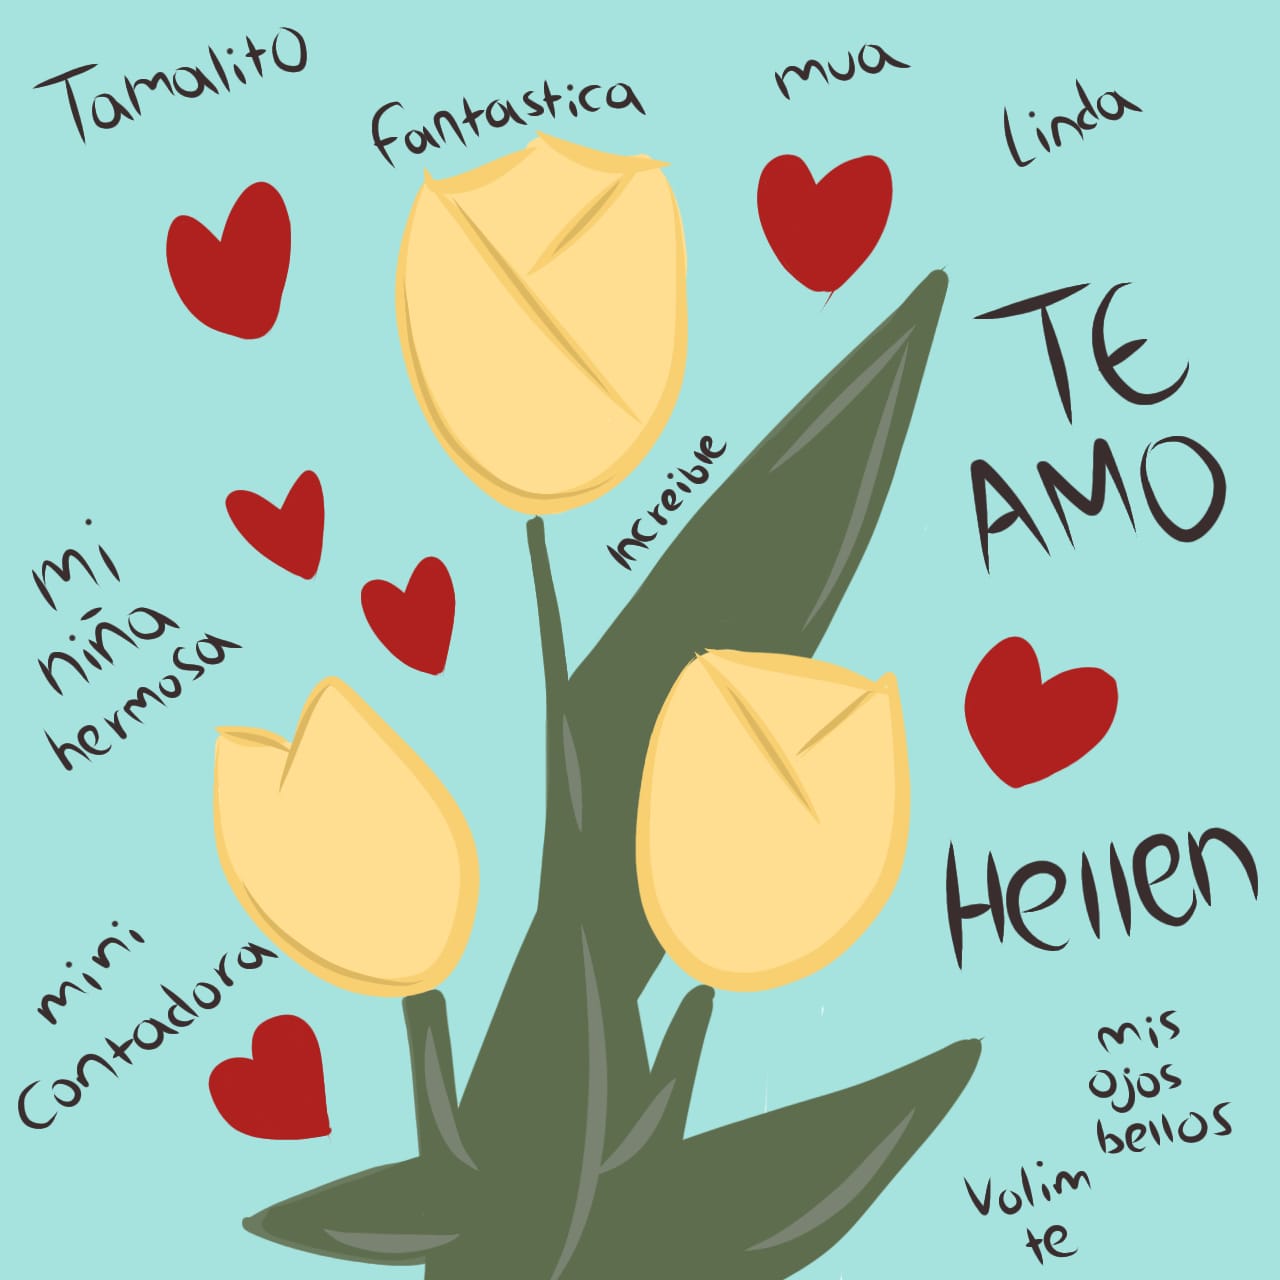 Tamalito
fantastica
mua
Linda
TE
AMO
Increible
mi
niña
hermosa
Hellen
mini
Contadora
mis
ojos
bellos
Volim
te